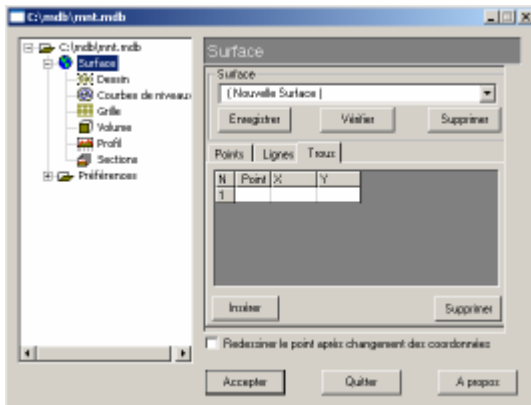 C:\mdb\mnt.mdb
C:\mdb\mnt.mdb
Surface
Dessin
Courbes de niveaux
Grille
Volume
Profil
Sections
Préférences
Surface
Surface
( Nouvelle Surface )
Enregistrer Vérifier Supprimer
Points Lignes Trous
N Point X Y
1
Insérer Supprimer
Redessiner le point après changement des coordonnées
Accepter Quitter A propos